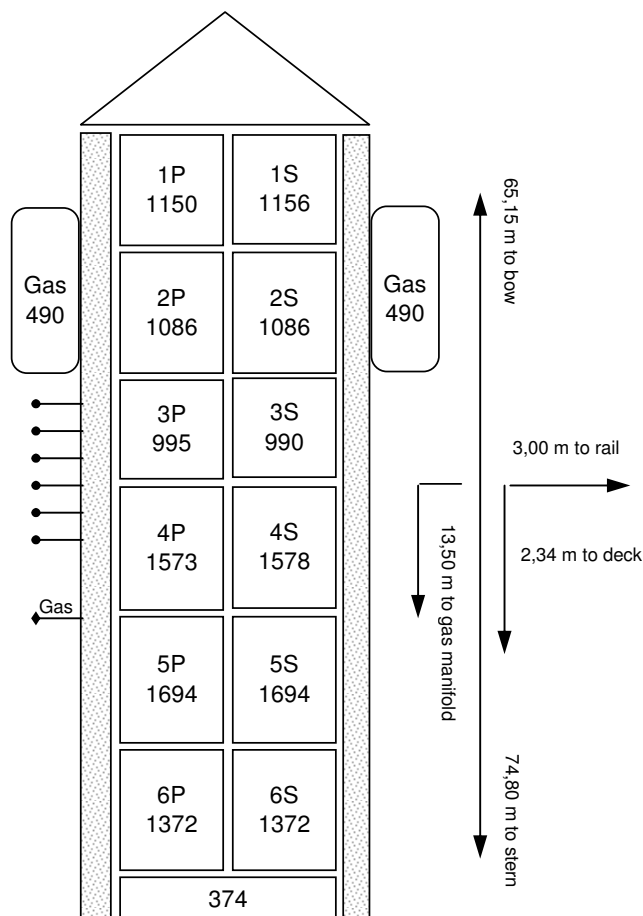 1P
1150
1S
1156
65,15 m to bow
Gas
490
2P
1086
2S
1086
Gas
490
3P
995
3S
990
3,00 m to rail
4P
1573
4S
1578
13,50 m to gas manifold
2,34 m to deck
Gas
5P
1694
5S
1694
6P
1372
6S
1372
74,80 m to stern
374